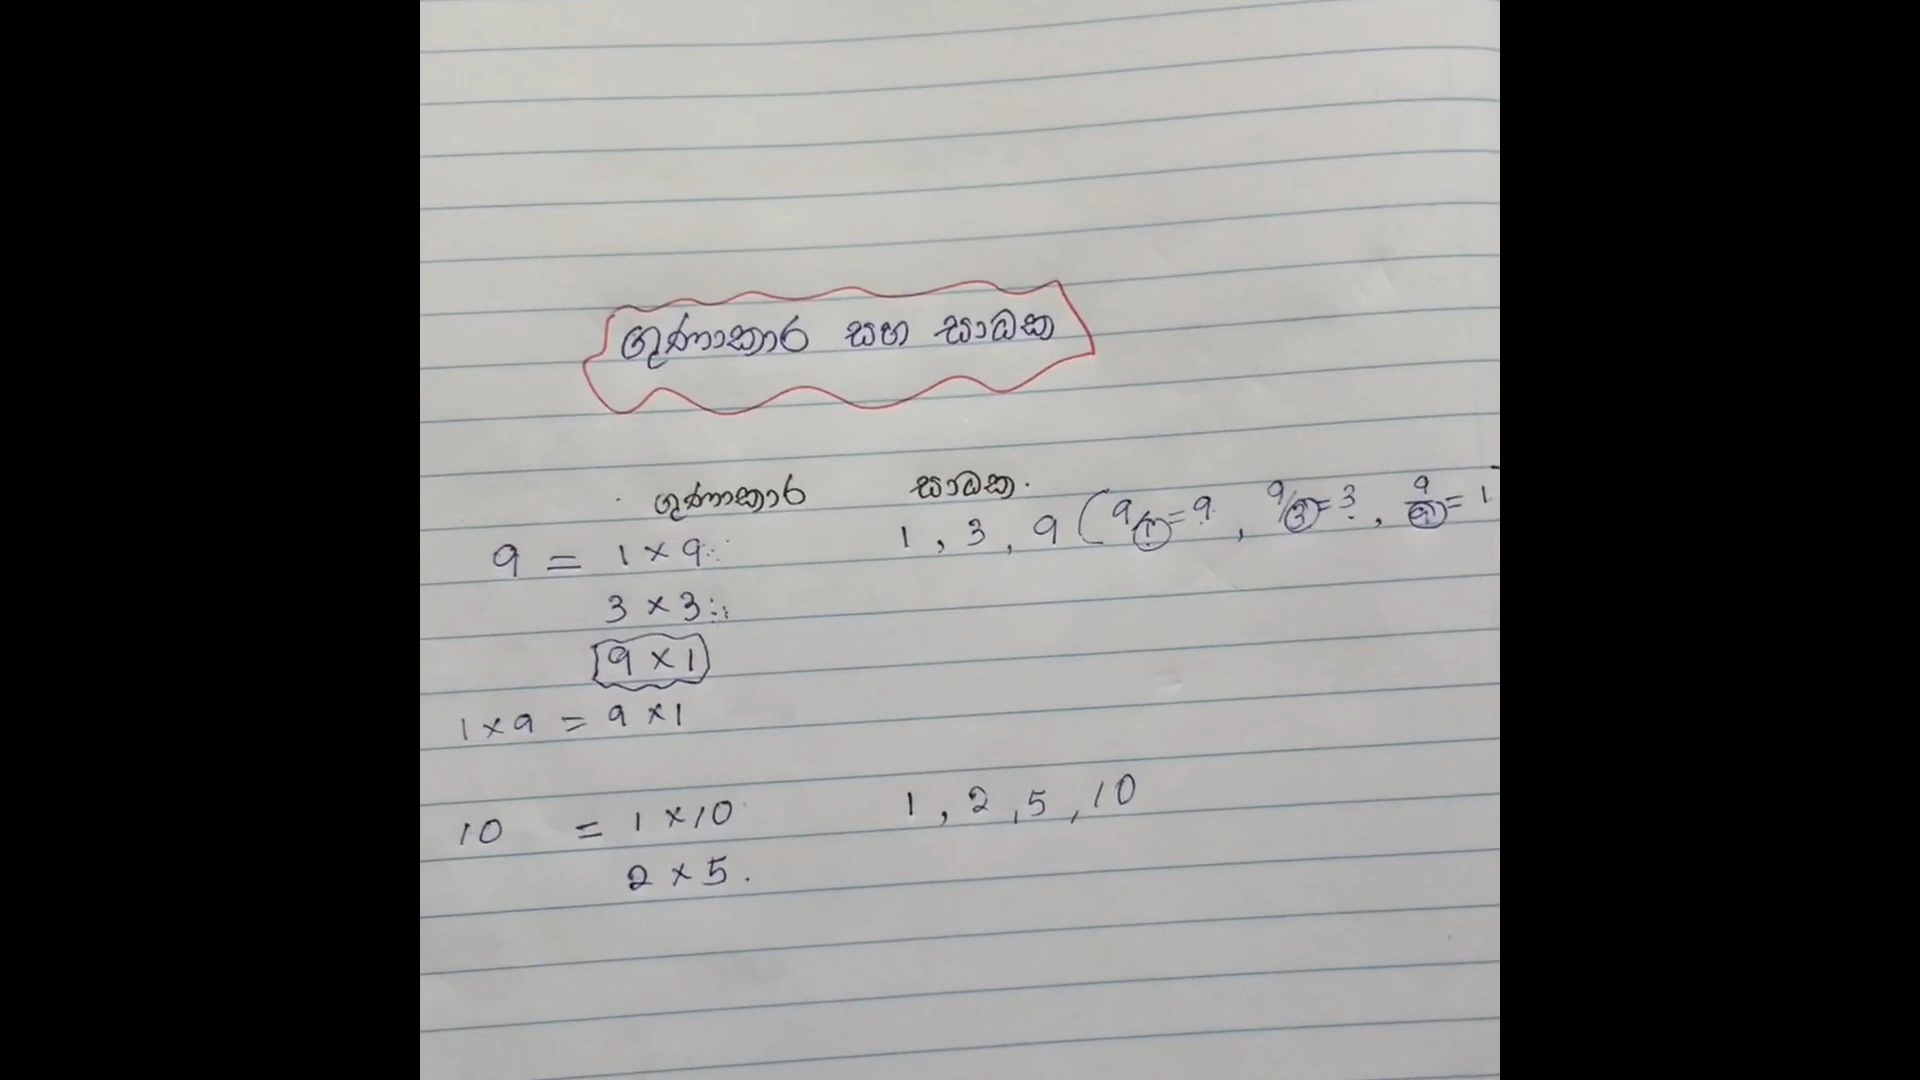 ගුණාකාර සහ සාධක
ගුණාකාර සාධක.
9 = 1 × 9 1, 3, 9 ( 9/1 = 9, 9/3 = 3, 9/9 = 1
3 × 3
9 × 1
1 × 9 = 9 × 1
10 = 1 × 10 1, 2, 5, 10
2 × 5.